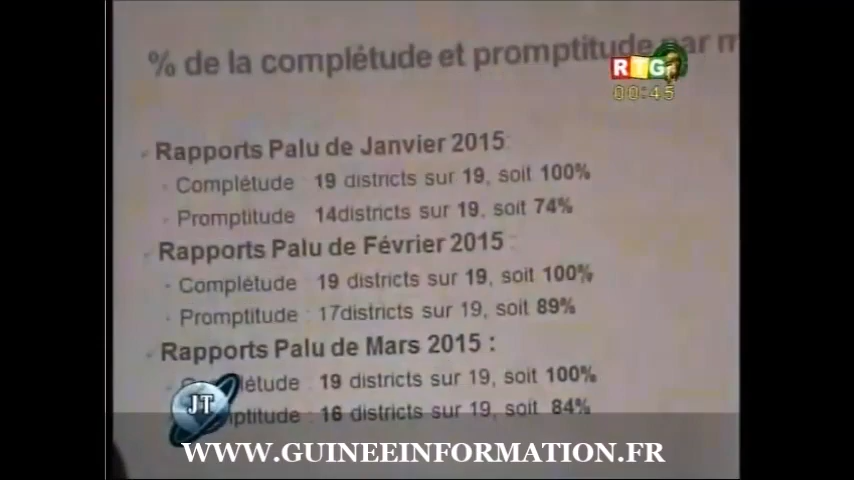 % de la complétude et promptitude par m
RTG
00:45
Rapports Palu de Janvier 2015:
Complétude : 19 districts sur 19, soit 100%
Promptitude 14districts sur 19, soit 74%
Rapports Palu de Février 2015 :
Complétude : 19 districts sur 19, soit 100%
Promptitude : 17districts sur 19, soit 89%
Rapports Palu de Mars 2015 :
étude : 19 districts sur 19, soit 100%
ptitude : 16 districts sur 19, soit 84%
JT
WWW.GUINEEINFORMATION.FR